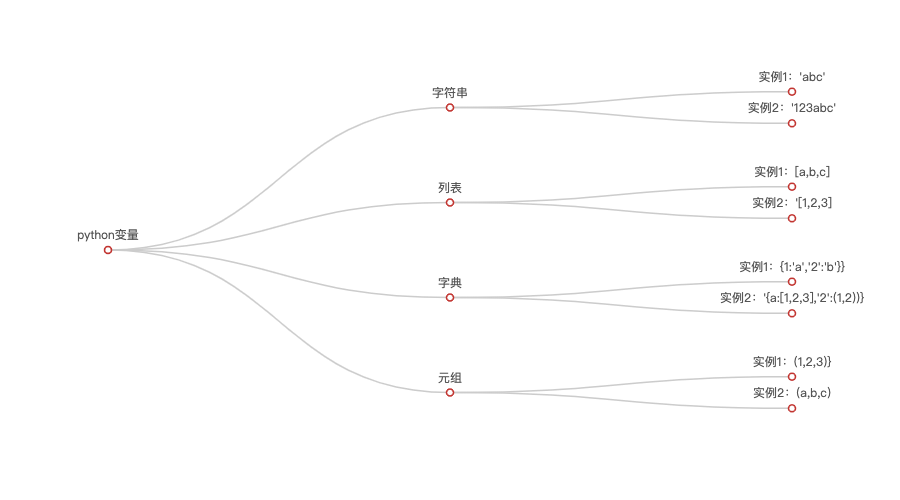 python变量
字符串
实例1：'abc'
实例2：'123abc'
列表
实例1：[a,b,c]
实例2：'[1,2,3]
字典
实例1：{1:'a','2':'b'}}
实例2：'{a:[1,2,3],'2':(1,2))}
元组
实例1：(1,2,3)}
实例2：(a,b,c)